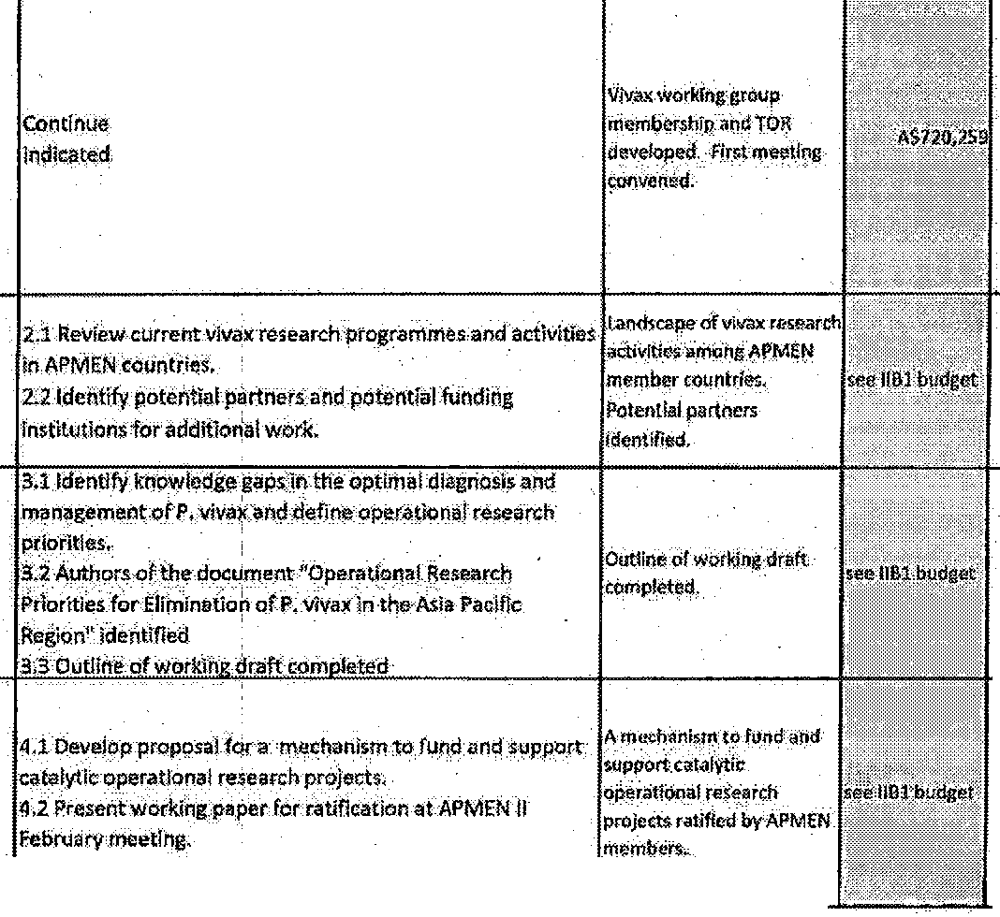 Continue
indicated
Vivax working group
membership and TOR
developed. First meeting
convened.
A$720,259
2.1 Review current vivax research programmes and activities
in APMEN countries.
2.2 Identify potential partners and potential funding
institutions for additional work.
Landscape of vivax research
activities among APMEN
member countries.
Potential partners
identified.
see IIB1 budget
3.1 Identify knowledge gaps in the optimal diagnosis and
management of P. vivax and define operational research
priorities.
3.2 Authors of the document "Operational Research
Priorities for Elimination of P. vivax in the Asia Pacific
Region" identified
3.3 Outline of working draft completed
Outline of working draft
completed.
see IIB1 budget
4.1 Develop proposal for a mechanism to fund and support
catalytic operational research projects.
4.2 Present working paper for ratification at APMEN II
February meeting.
A mechanism to fund and
support catalytic
operational research
projects ratified by APMEN
members.
see IIB1 budget